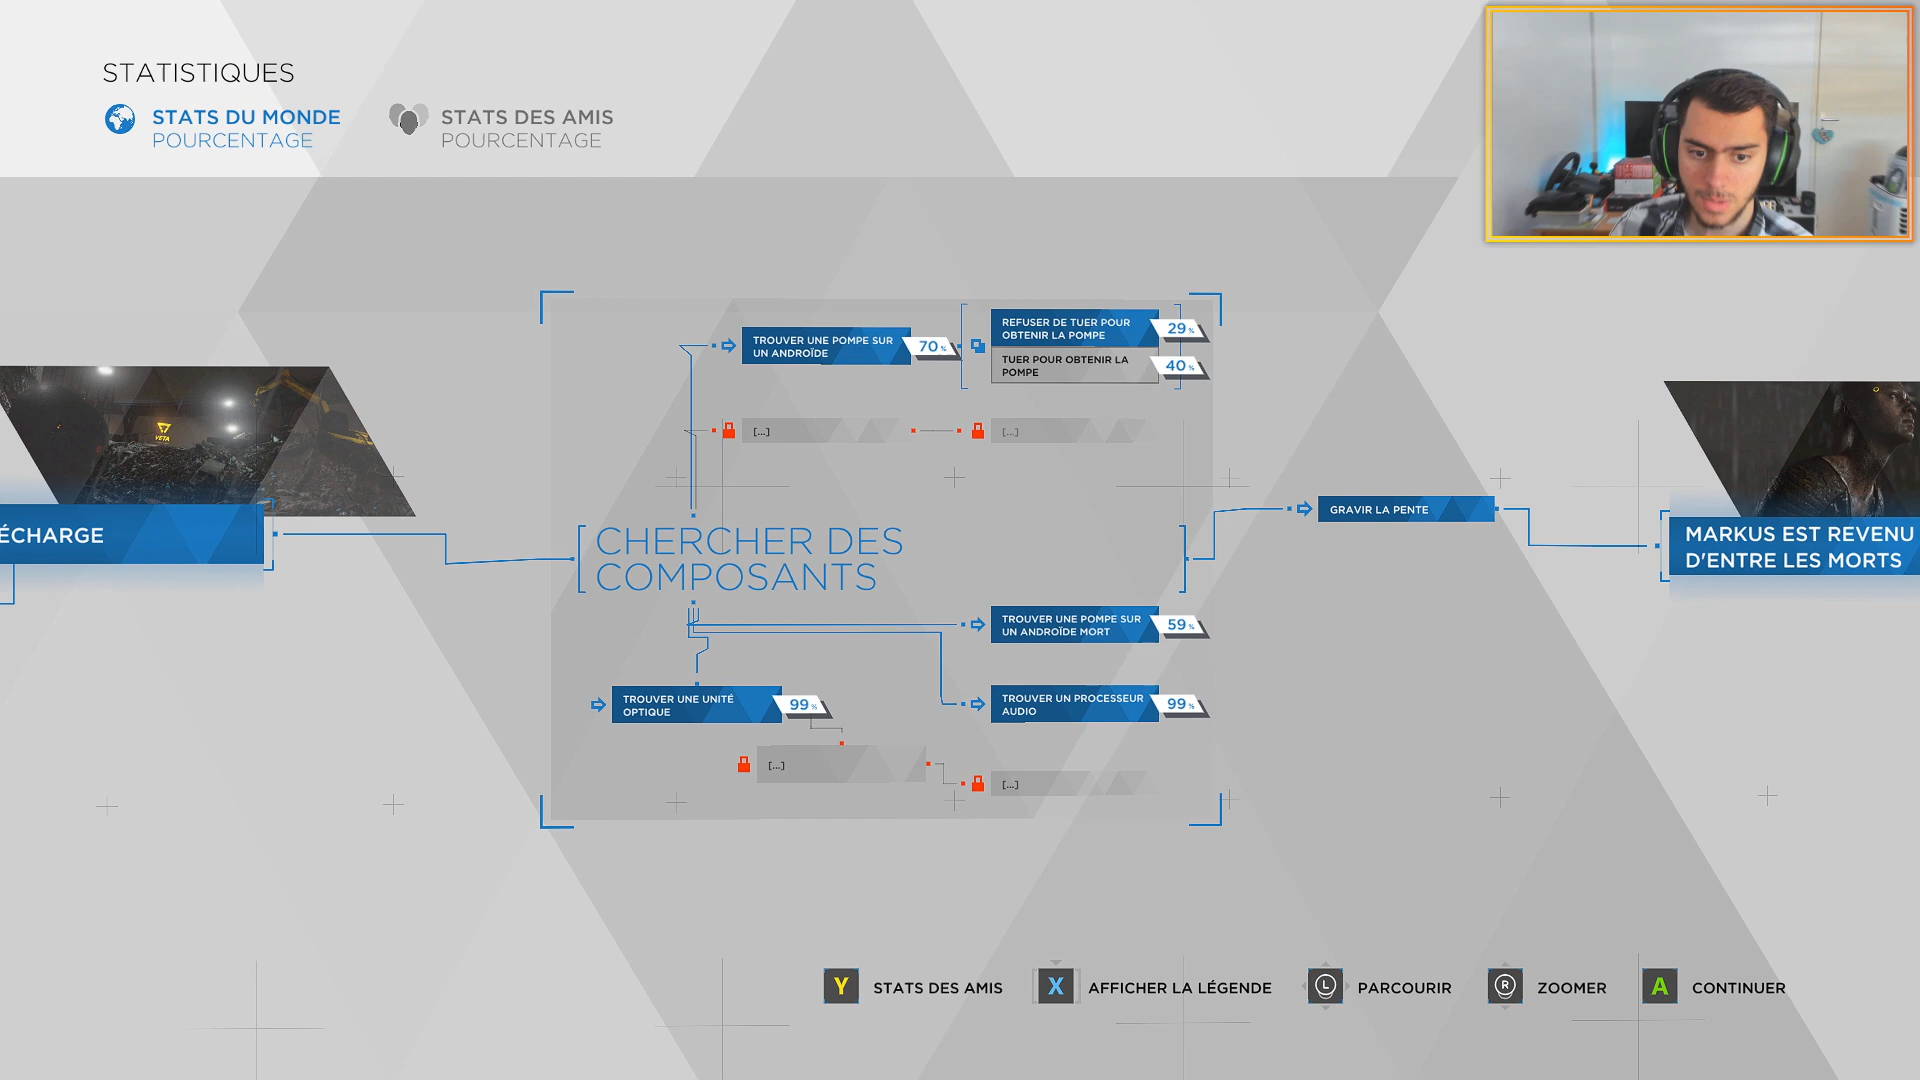 STATISTIQUES
STATS DU MONDE
POURCENTAGE
STATS DES AMIS
POURCENTAGE
TROUVER UNE POMPE SUR
UN ANDROÏDE
70 %
REFUSER DE TUER POUR
OBTENIR LA POMPE
29 %
TUER POUR OBTENIR LA
POMPE
40 %
[...]
[...]
YETA
ÉCHARGE
CHERCHER DES
COMPOSANTS
GRAVIR LA PENTE
MARKUS EST REVENU
D'ENTRE LES MORTS
TROUVER UNE POMPE SUR
UN ANDROÏDE MORT
59 %
TROUVER UNE UNITÉ
OPTIQUE
99 %
TROUVER UN PROCESSEUR
AUDIO
99 %
[...]
[...]
Y STATS DES AMIS
X AFFICHER LA LÉGENDE
L PARCOURIR
R ZOOMER
A CONTINUER